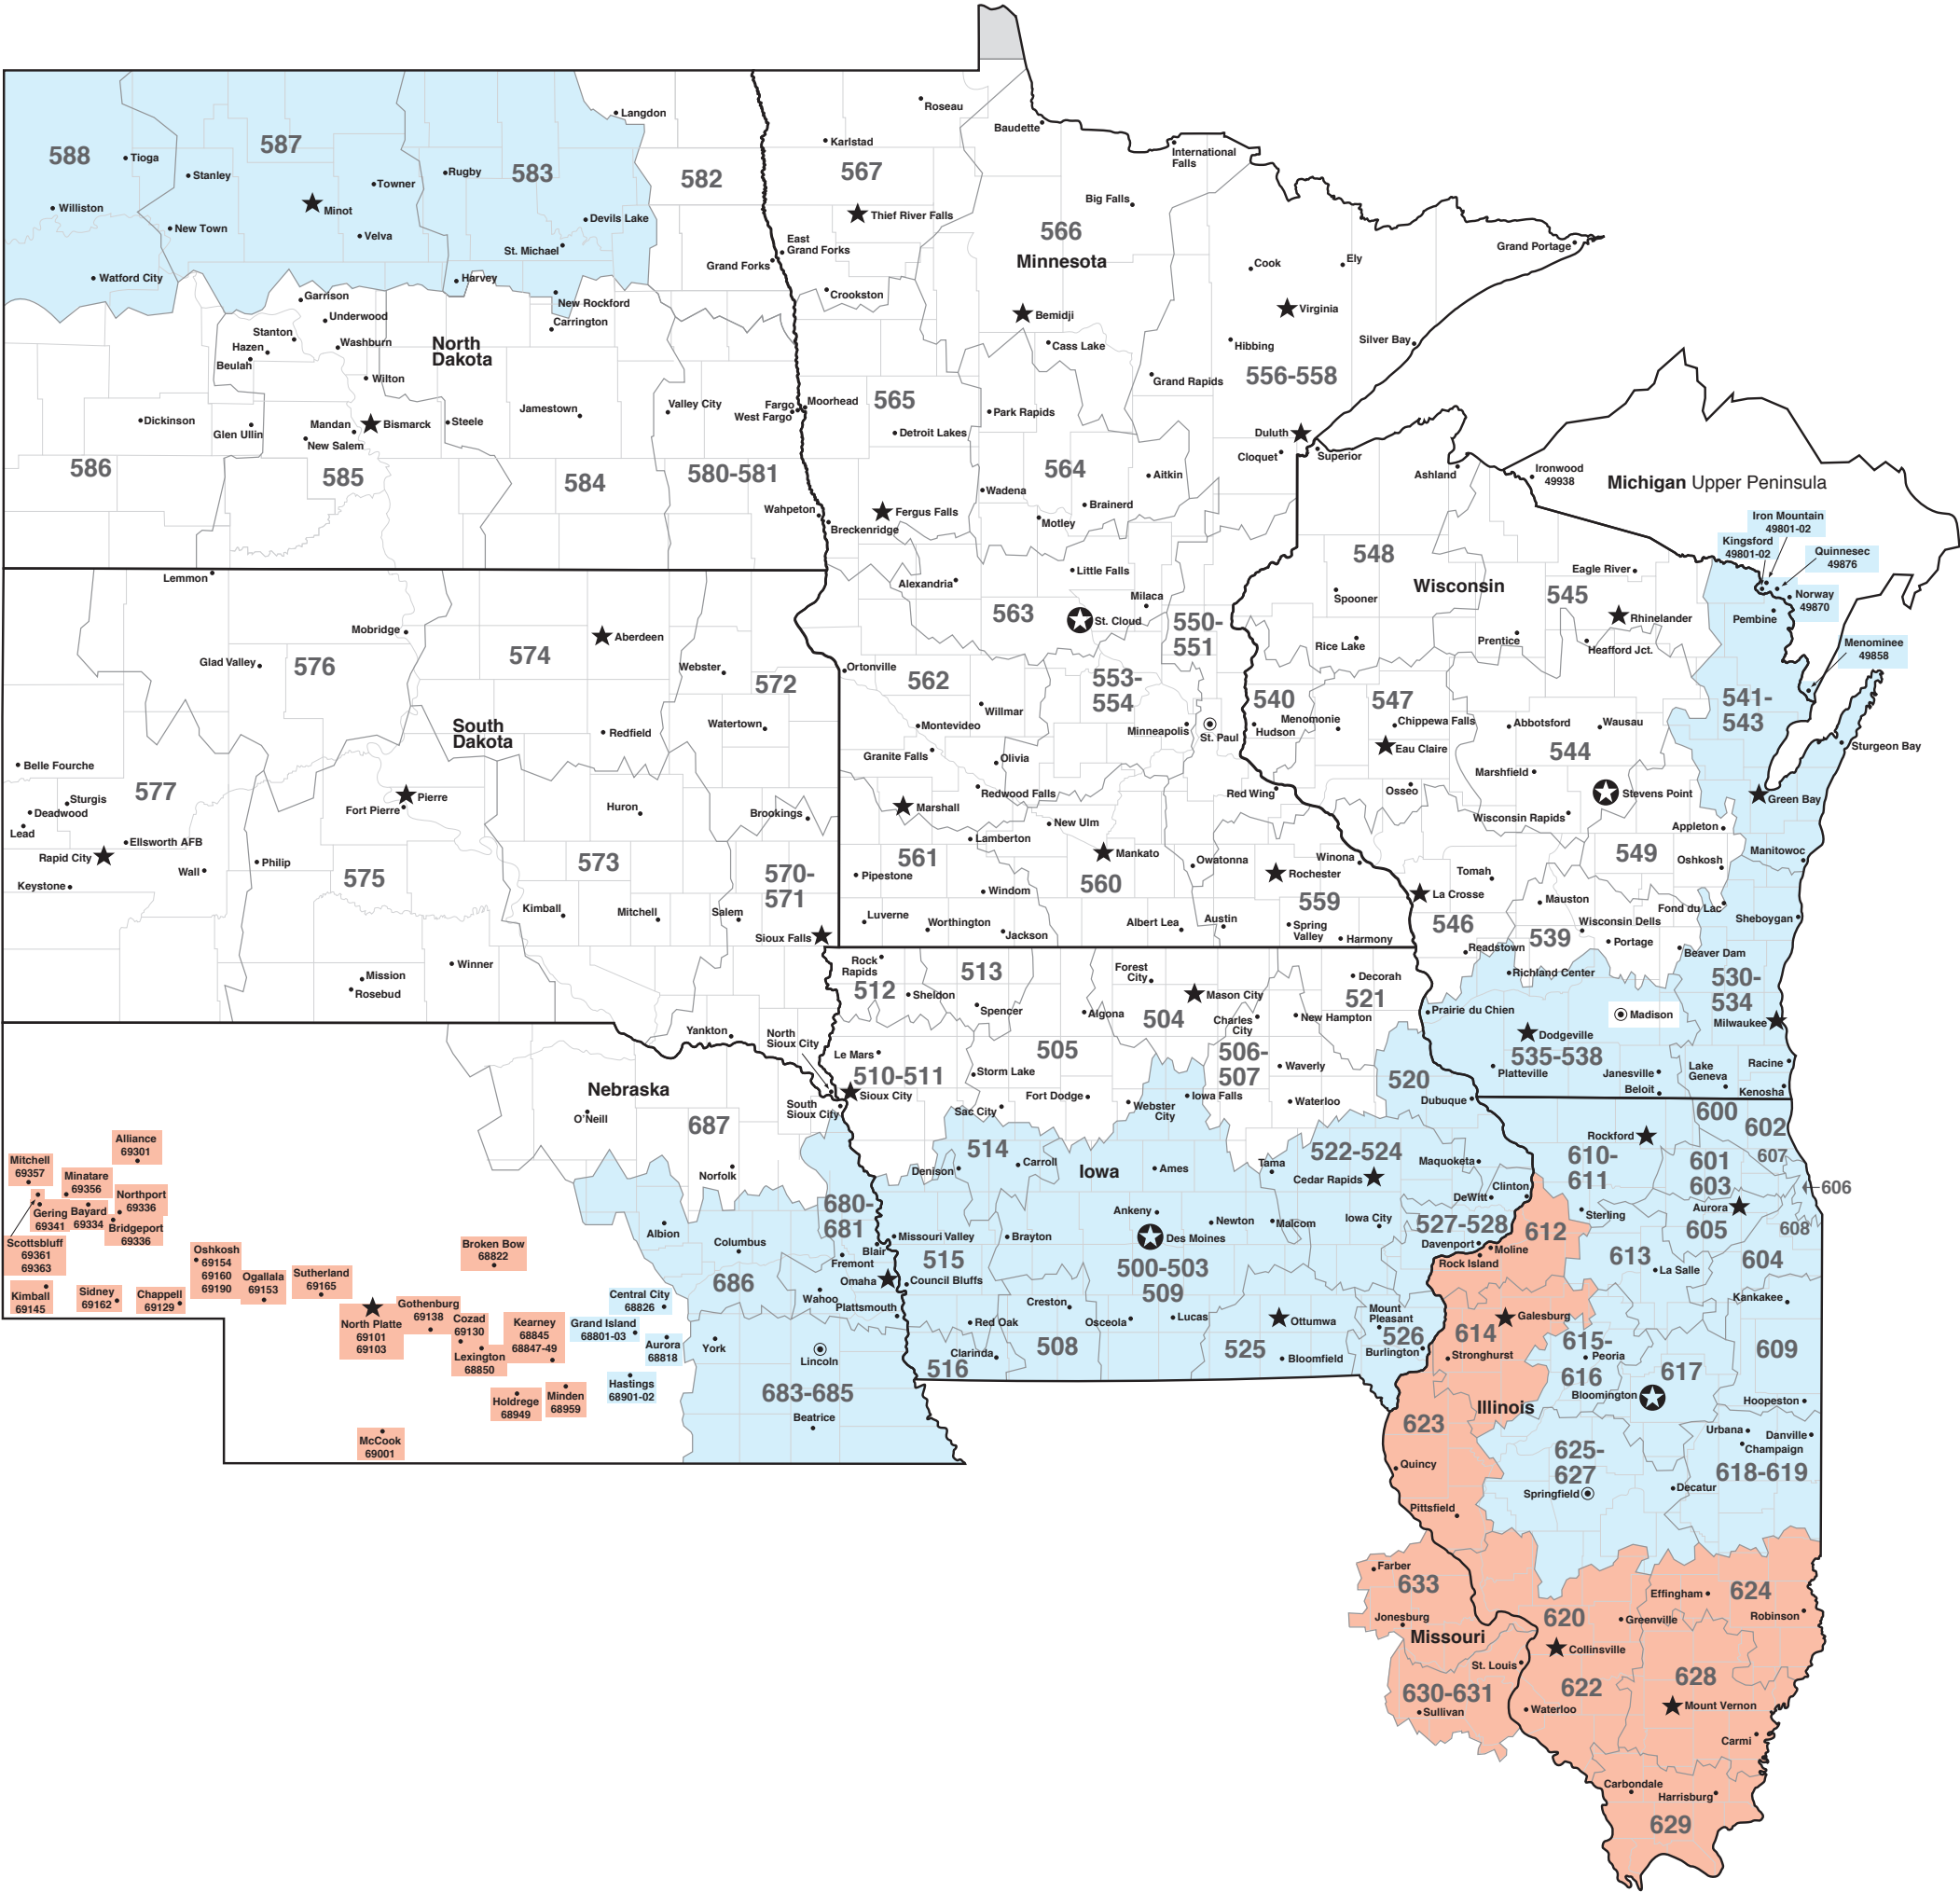 588
Tioga
Williston
Watford City
587
Stanley
Towner
Minot
New Town
Velva
Rugby
583
Devils Lake
St. Michael
Harvey
Langdon
582
Grand Forks
New Rockford
Carrington
Garrison
Underwood
Stanton
Washburn
Hazen
Beulah
Wilton
North
Dakota
Dickinson
Glen Ullin
Mandan
Bismarck
New Salem
Steele
Jamestown
Valley City
Fargo
West Fargo
586
585
584
580-581
Wahpeton
Roseau
Karlstad
567
Thief River Falls
East
Grand Forks
Crookston
Baudette
International
Falls
Big Falls
566
Minnesota
Bemidji
Cass Lake
Cook
Ely
Grand Portage
Virginia
Hibbing
Silver Bay
Grand Rapids
556-558
Moorhead
565
Detroit Lakes
Park Rapids
564
Wadena
Aitkin
Brainerd
Motley
Duluth
Cloquet
Fergus Falls
Breckenridge
Alexandria
Little Falls
Milaca
563
St. Cloud
550-
551
Ortonville
562
553-
554
Willmar
Montevideo
Minneapolis
St. Paul
Granite Falls
Olivia
Redwood Falls
Red Wing
Marshall
New Ulm
Lamberton
Mankato
Owatonna
Winona
Rochester
561
560
Pipestone
Windom
559
Luverne
Worthington
Jackson
Albert Lea
Austin
Spring
Valley
Harmony
Superior
Ashland
Ironwood
49938
Michigan Upper Peninsula
Iron Mountain
49801-02
Kingsford
49801-02
Quinnesec
49876
Norway
49870
Pembine
Menominee
49858
548
Wisconsin
Eagle River
545
Spooner
Rhinelander
Rice Lake
Prentice
Heafford Jct.
541-
543
540
547
Hudson
Menomonie
Chippewa Falls
Abbotsford
Wausau
Eau Claire
544
Sturgeon Bay
Marshfield
Osseo
Stevens Point
Green Bay
Wisconsin Rapids
Appleton
549
Manitowoc
Oshkosh
Tomah
La Crosse
Mauston
Fond du Lac
Sheboygan
546
Wisconsin Dells
539
Portage
Readstown
Beaver Dam
Richland Center
530-
534
Prairie du Chien
Madison
Milwaukee
Dodgeville
535-538
Platteville
Janesville
Beloit
Lake
Geneva
Racine
Kenosha
Lemmon
Mobridge
Aberdeen
Glad Valley
576
574
Webster
572
South
Dakota
Redfield
Watertown
Belle Fourche
577
Sturgis
Deadwood
Lead
Pierre
Fort Pierre
Huron
Brookings
Ellsworth AFB
Rapid City
Wall
Philip
Keystone
575
573
570-
571
Kimball
Mitchell
Salem
Sioux Falls
Winner
Mission
Rosebud
Yankton
North
Sioux City
Rock
Rapids
512
513
Sheldon
Spencer
Forest
City
Mason City
Algona
504
Charles
City
Decorah
521
New Hampton
Le Mars
505
506-
507
Storm Lake
Waverly
510-511
Sioux City
520
Dubuque
Sac City
Fort Dodge
Webster
City
Iowa Falls
Waterloo
South
Sioux City
514
Denison
Carroll
Iowa
Ames
Tama
522-524
Cedar Rapids
Maquoketa
Clinton
DeWitt
Ankeny
Newton
Malcom
Iowa City
527-528
Davenport
Missouri Valley
Brayton
Des Moines
515
Council Bluffs
500-503
509
Creston
Osceola
Lucas
Ottumwa
Mount
Pleasant
Red Oak
Clarinda
516
508
525
Bloomfield
526
Burlington
Nebraska
O'Neill
687
Norfolk
Alliance
69301
Mitchell
69357
Minatare
69356
Northport
69336
Gering
69341
Bayard
69334
Bridgeport
69336
Scottsbluff
69361
69363
Kimball
69145
Sidney
69162
Chappell
69129
Oshkosh
69154
69160
69190
Ogallala
69153
Sutherland
69165
Broken Bow
68822
North Platte
69101
69103
Gothenburg
69138
Cozad
69130
Lexington
68850
Kearney
68845
68847-49
Holdrege
68949
Minden
68959
McCook
69001
Central City
68826
Grand Island
68801-03
Aurora
68818
Hastings
68901-02
Albion
Columbus
680-
681
Blair
Fremont
Omaha
686
Wahoo
Plattsmouth
York
Lincoln
683-685
Beatrice
600
602
Rockford
610-
611
601
603
607
606
Aurora
605
608
Sterling
612
Moline
Rock Island
613
La Salle
604
Kankakee
Galesburg
614
Stronghurst
615-
616
Peoria
609
617
Bloomington
Hoopeston
Illinois
623
Urbana
Danville
Champaign
625-
627
618-619
Quincy
Springfield
Decatur
Pittsfield
Farber
633
Jonesburg
Missouri
St. Louis
630-631
Sullivan
Effingham
624
620
Greenville
Robinson
Collinsville
628
622
Waterloo
Mount Vernon
Carmi
Carbondale
Harrisburg
629